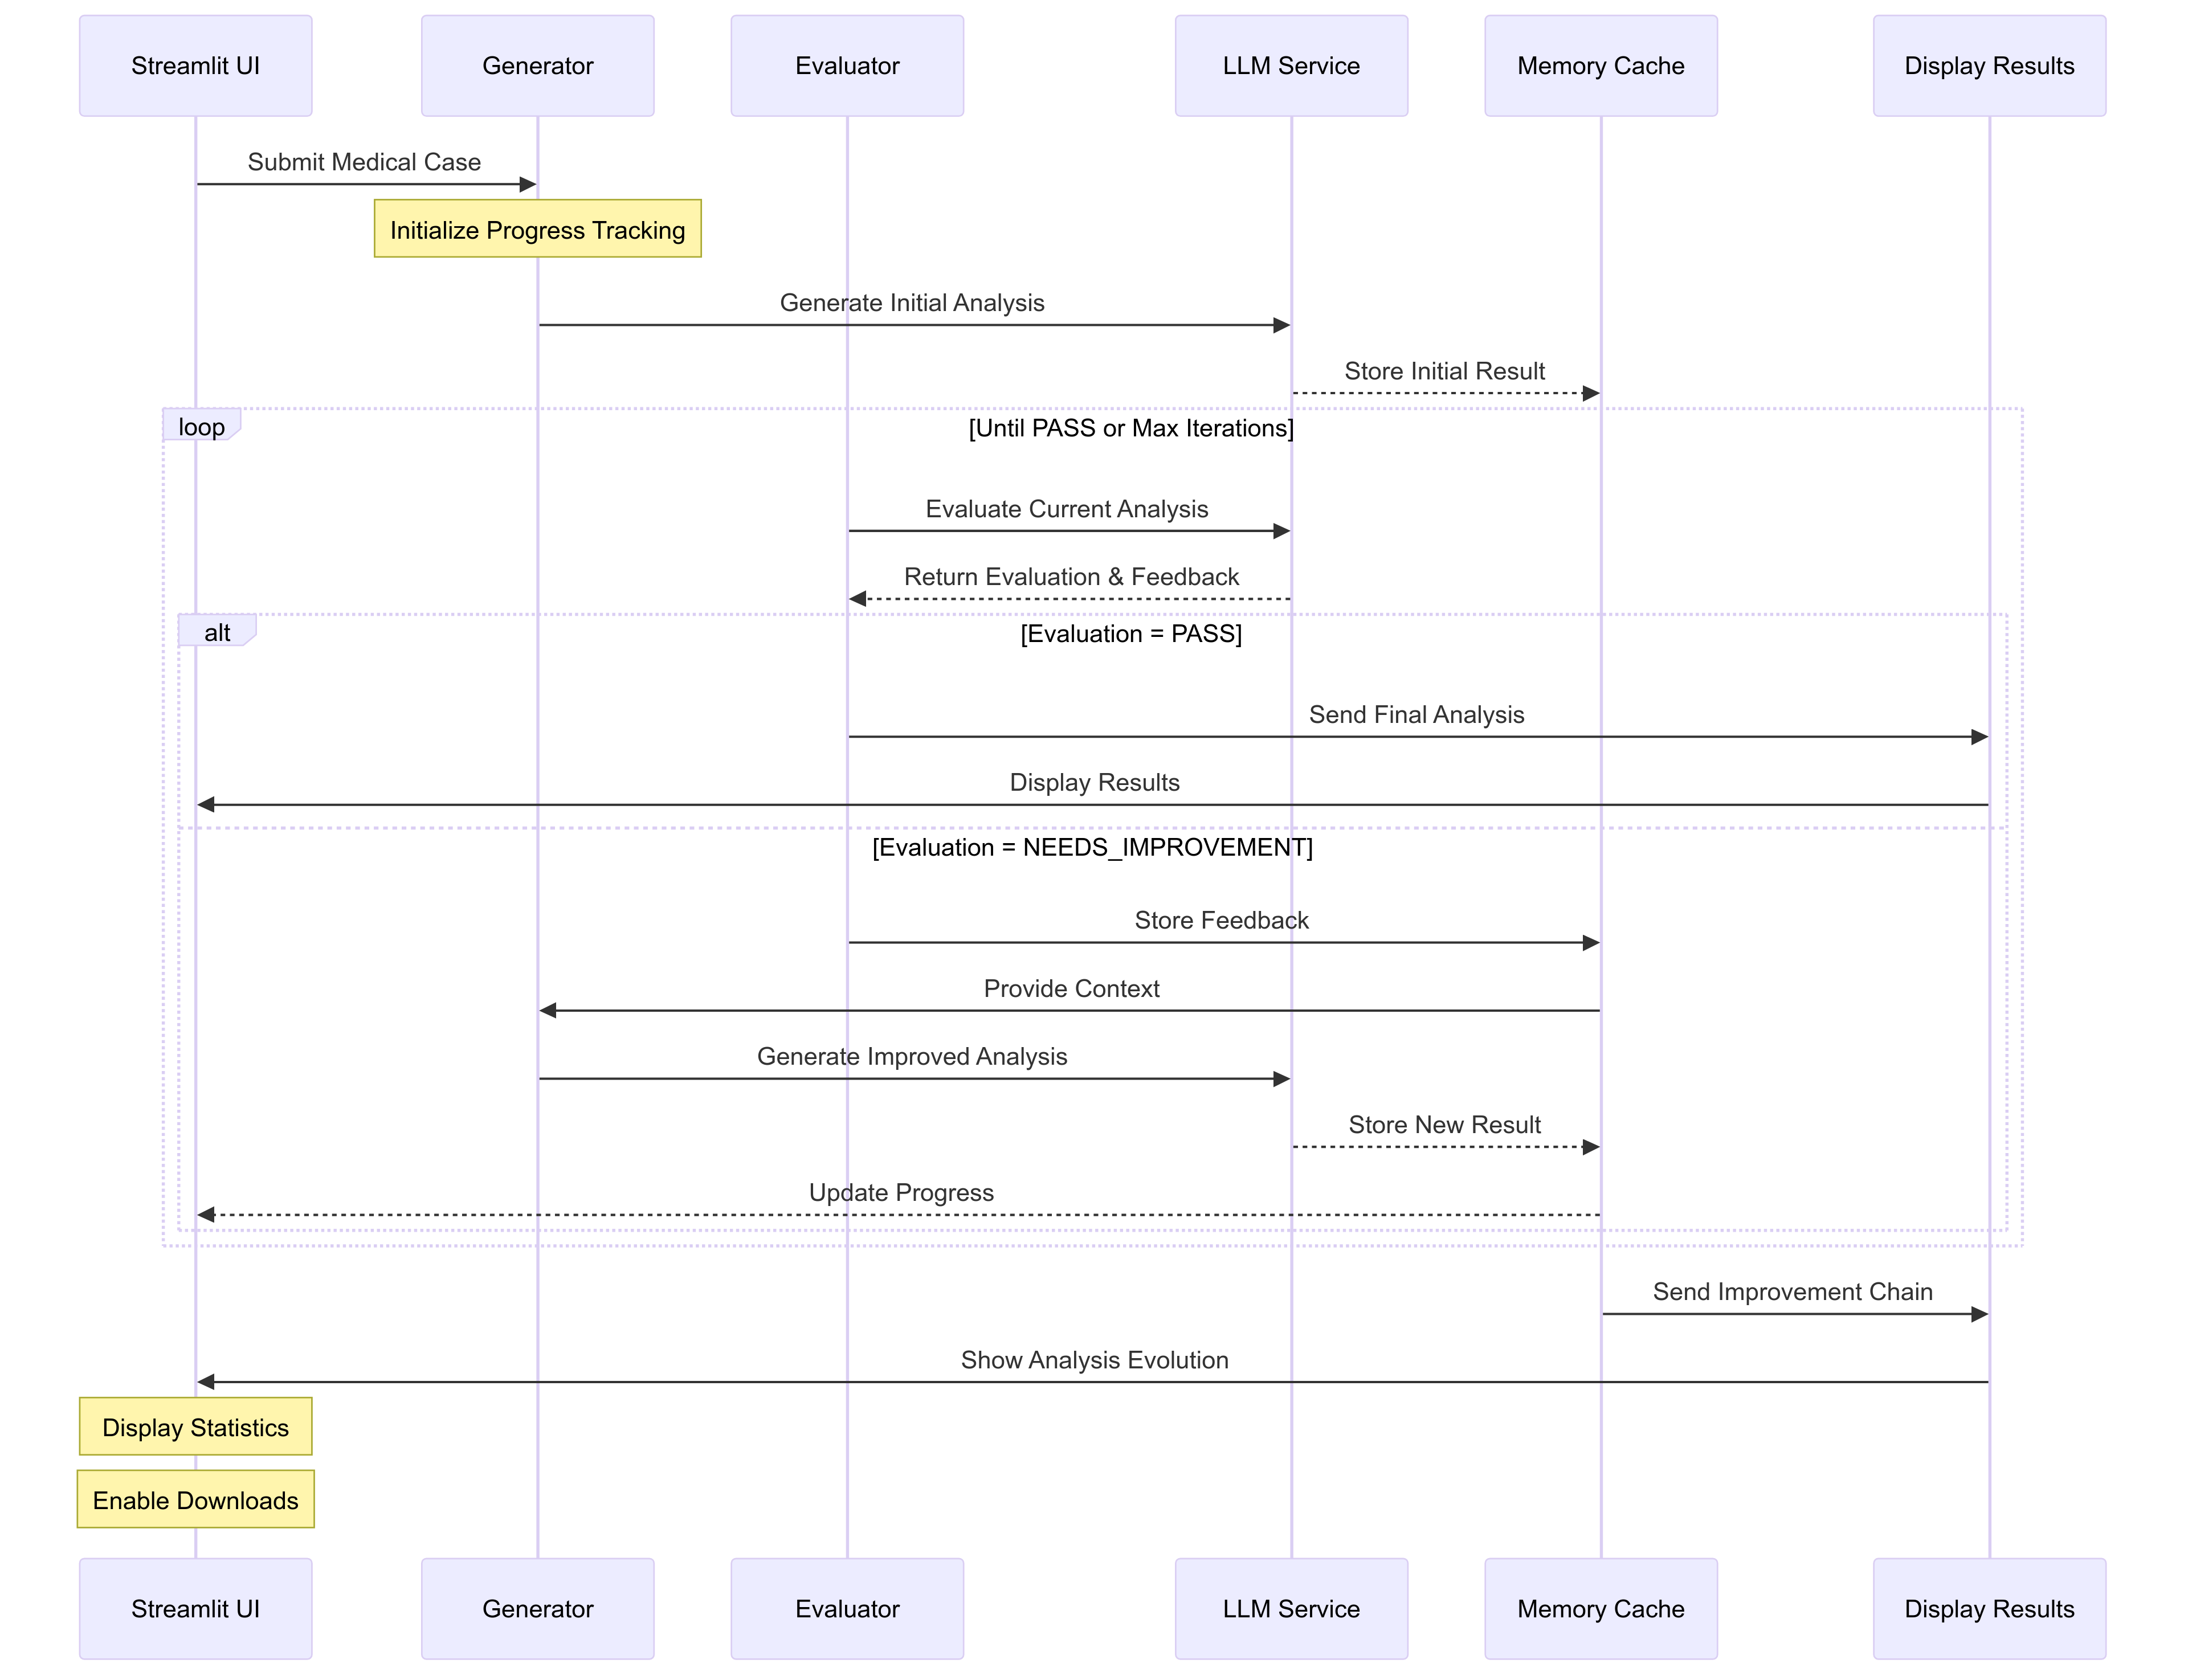 Streamlit UI
Generator
Evaluator
LLM Service
Memory Cache
Display Results
Submit Medical Case
Initialize Progress Tracking
Generate Initial Analysis
Store Initial Result
loop
[Until PASS or Max Iterations]
Evaluate Current Analysis
Return Evaluation & Feedback
alt
[Evaluation = PASS]
Send Final Analysis
Display Results
[Evaluation = NEEDS_IMPROVEMENT]
Store Feedback
Provide Context
Generate Improved Analysis
Store New Result
Update Progress
Send Improvement Chain
Show Analysis Evolution
Display Statistics
Enable Downloads
Streamlit UI
Generator
Evaluator
LLM Service
Memory Cache
Display Results